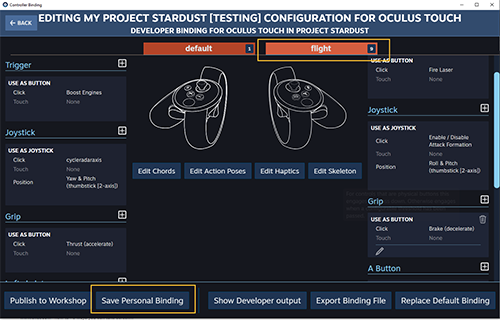 Controller Binding
← BACK
EDITING MY PROJECT STARDUST [TESTING] CONFIGURATION FOR OCULUS TOUCH
DEVELOPER BINDING FOR OCULUS TOUCH IN PROJECT STARDUST
default 1
flight 9
Trigger
USE AS BUTTON
Click Boost Engines
Touch None
Joystick
USE AS JOYSTICK
Click cycleradaraxis
Touch None
Position Yaw & Pitch
(thumbstick [2-axis])
Grip
USE AS BUTTON
Click Thrust (accelerate)
Touch None
Edit Chords
Edit Action Poses
Edit Haptics
Edit Skeleton
USE AS BUTTON
Click Fire Laser
Touch None
Joystick
USE AS JOYSTICK
Click Enable / Disable
Attack Formation
Touch None
Position Roll & Pitch
(thumbstick [2-axis])
Grip
USE AS BUTTON
Click Brake (decelerate)
Touch None
A Button
Publish to Workshop
Save Personal Binding
Show Developer output
Export Binding File
Replace Default Binding